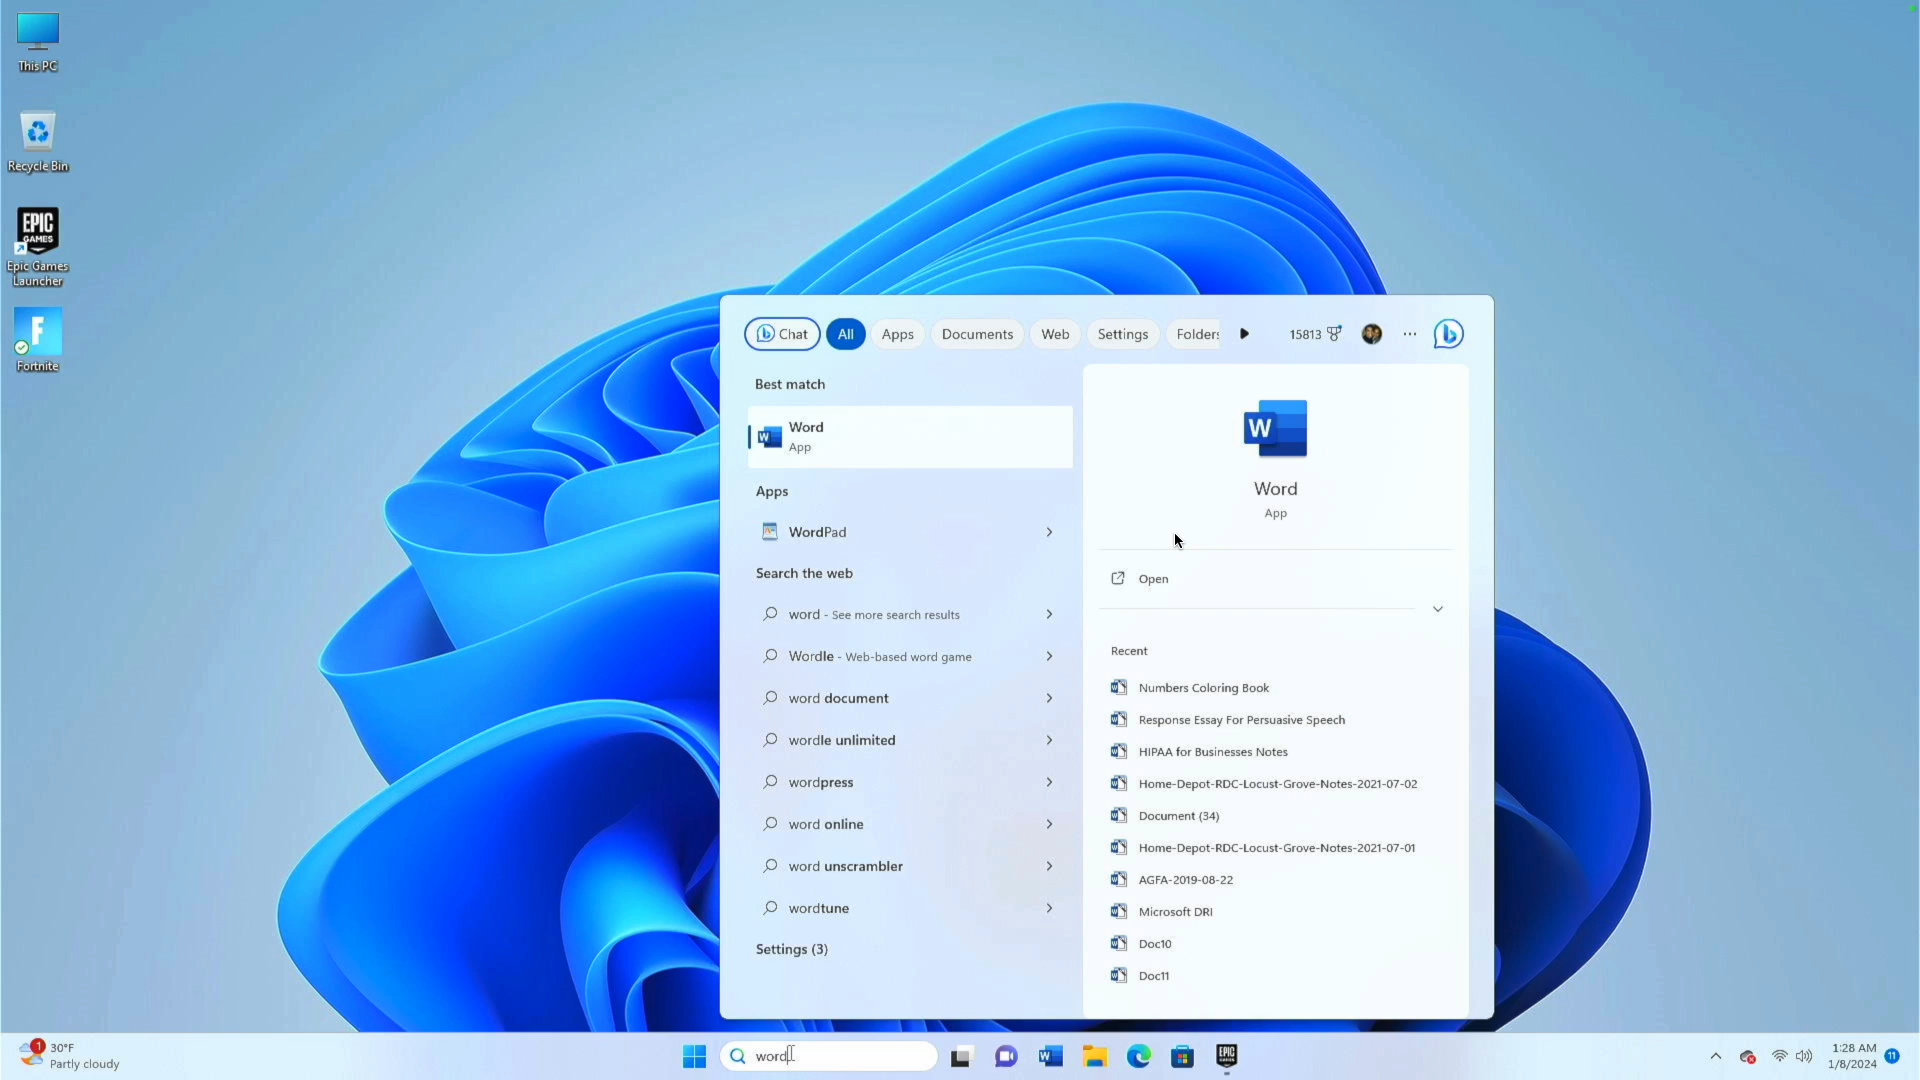 This PC
Recycle Bin
EPIC
GAMES
Epic Games
Launcher
F
Fortnite
Chat All Apps Documents Web Settings Folders 15813
Best match
Word
App
Apps
WordPad
Search the web
word - See more search results
Wordle - Web-based word game
word document
wordle unlimited
wordpress
word online
word unscrambler
wordtune
Settings (3)
W
Word
App
Open
Recent
Numbers Coloring Book
Response Essay For Persuasive Speech
HIPAA for Businesses Notes
Home-Depot-RDC-Locust-Grove-Notes-2021-07-02
Document (34)
Home-Depot-RDC-Locust-Grove-Notes-2021-07-01
AGFA-2019-08-22
Microsoft DRI
Doc10
Doc11
1
30°F
Partly cloudy
word
W
EPIC
GAMES
1:28 AM
1/8/2024
11